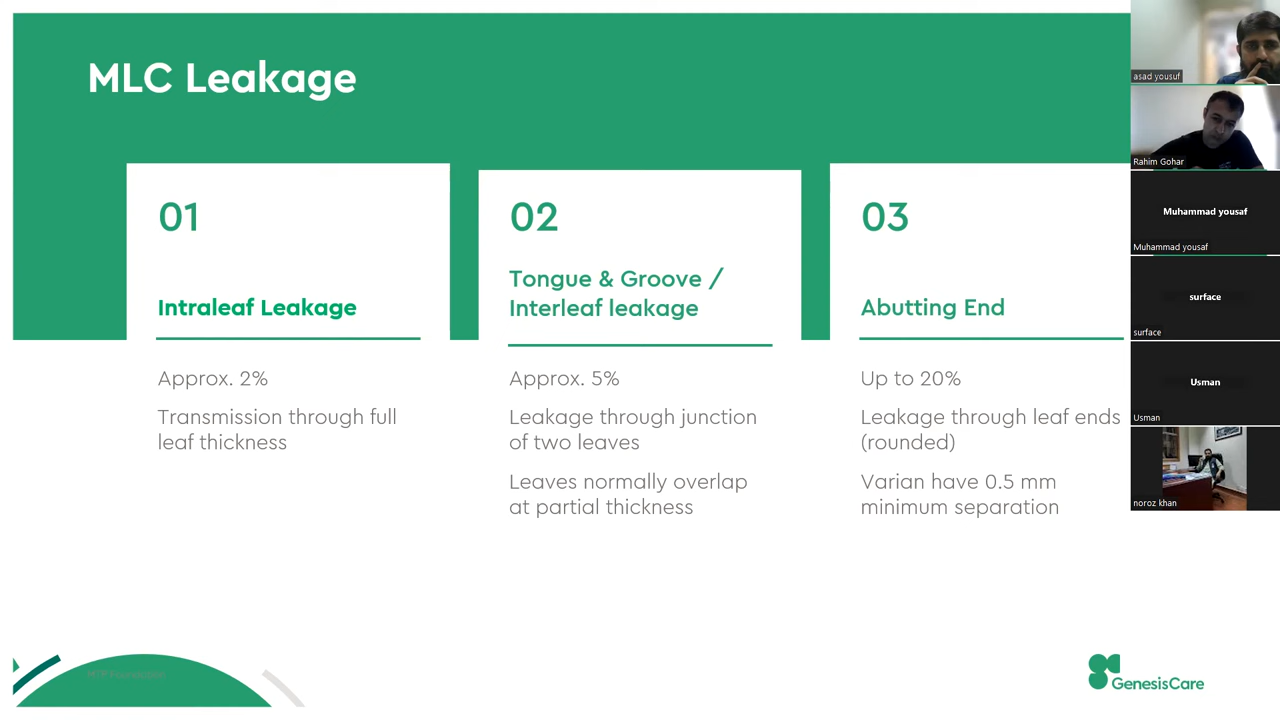 MLC Leakage
01
Intraleaf Leakage
Approx. 2%
Transmission through full
leaf thickness
02
Tongue & Groove /
Interleaf leakage
Approx. 5%
Leakage through junction
of two leaves
Leaves normally overlap
at partial thickness
03
Abutting End
Up to 20%
Leakage through leaf ends
(rounded)
Varian have 0.5 mm
minimum separation
GenesisCare
asad yousuf
Rahim Gohar
Muhammad yousaf
Muhammad yousaf
surface
surface
Usman
Usman
noroz khan